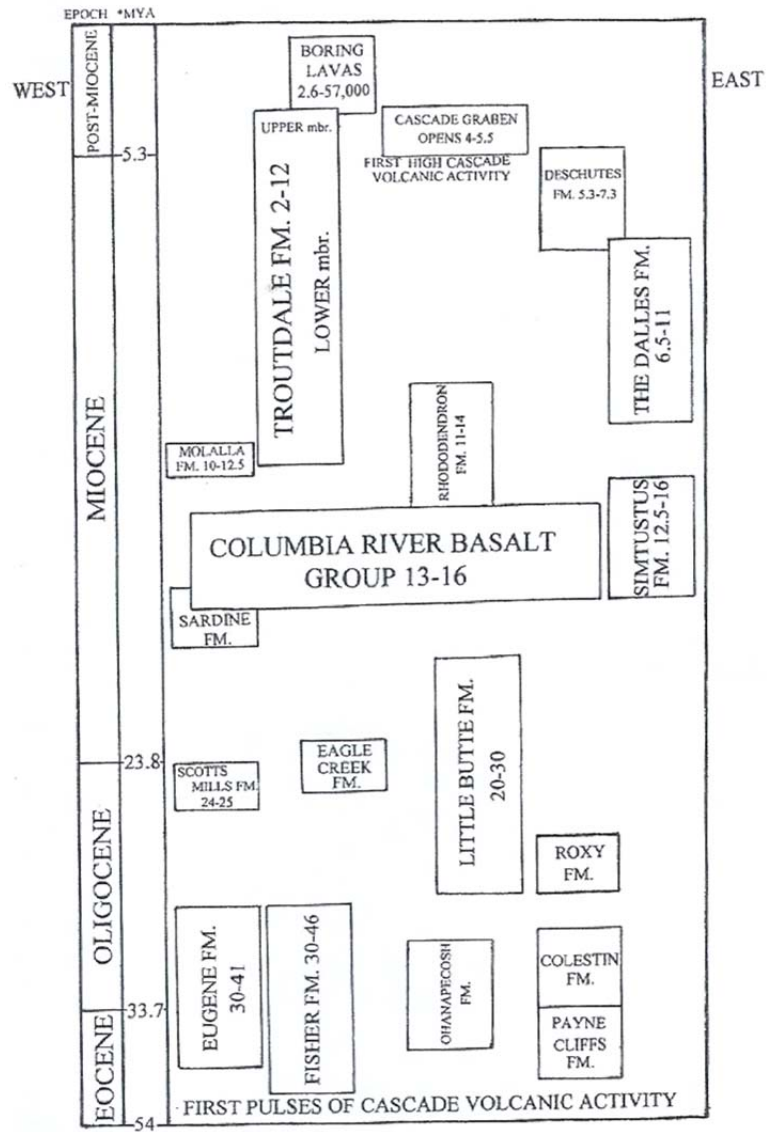 EPOCH *MYA
WEST
EAST
POST-MIOCENE
5.3
BORING
LAVAS
2.6-57,000
UPPER mbr.
TROUTDALE FM. 2-12
LOWER mbr.
CASCADE GRABEN
OPENS 4-5.5
FIRST HIGH CASCADE
VOLCANIC ACTIVITY
DESCHUTES
FM. 5.3-7.3
THE DALLES FM.
6.5-11
MIOCENE
MOLALLA
FM. 10-12.5
RHODODENDRON
FM. 11-14
SIMTUSTUS
FM. 12.5-16
COLUMBIA RIVER BASALT
GROUP 13-16
SARDINE
FM.
LITTLE BUTTE FM.
20-30
23.8
SCOTTS
MILLS FM.
24-25
EAGLE
CREEK
FM.
OLIGOCENE
ROXY
FM.
EUGENE FM.
30-41
FISHER FM. 30-46
OHANAPECOSH
FM.
COLESTIN
FM.
33.7
PAYNE
CLIFFS
FM.
EOCENE
FIRST PULSES OF CASCADE VOLCANIC ACTIVITY
54